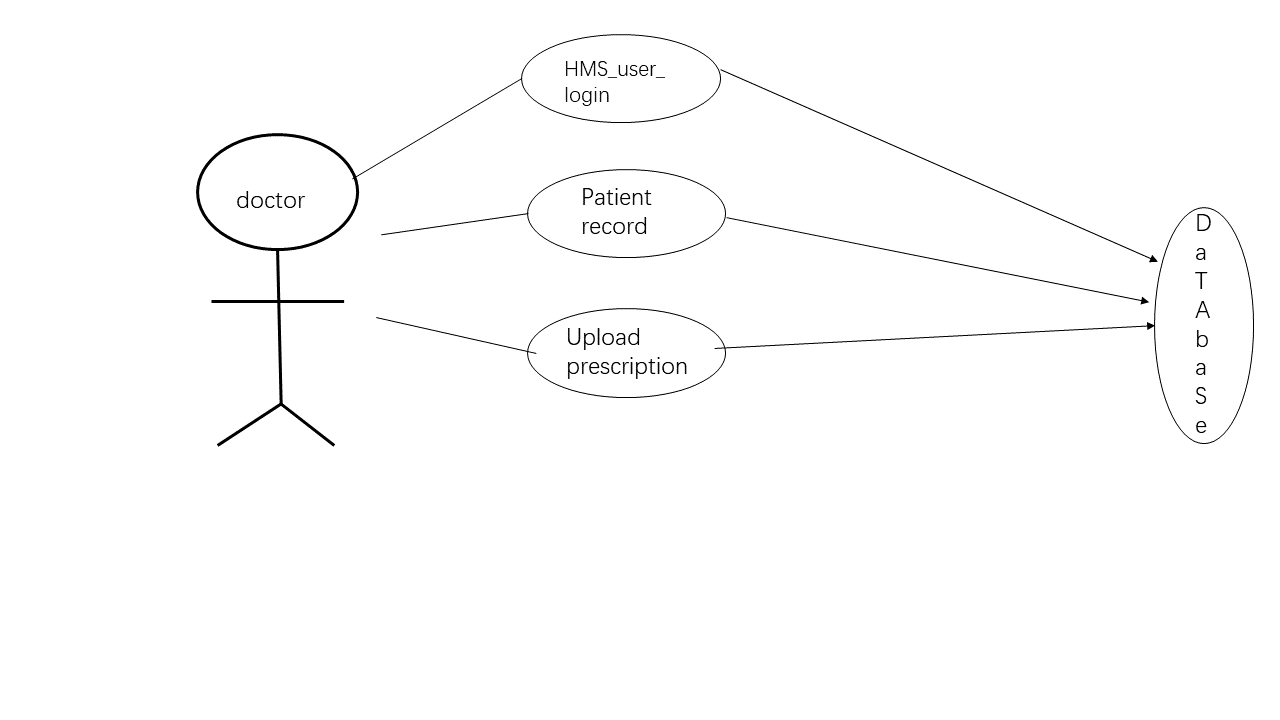 HMS_user_
login
doctor
Patient
record
Upload
prescription
D
a
T
A
b
a
S
e